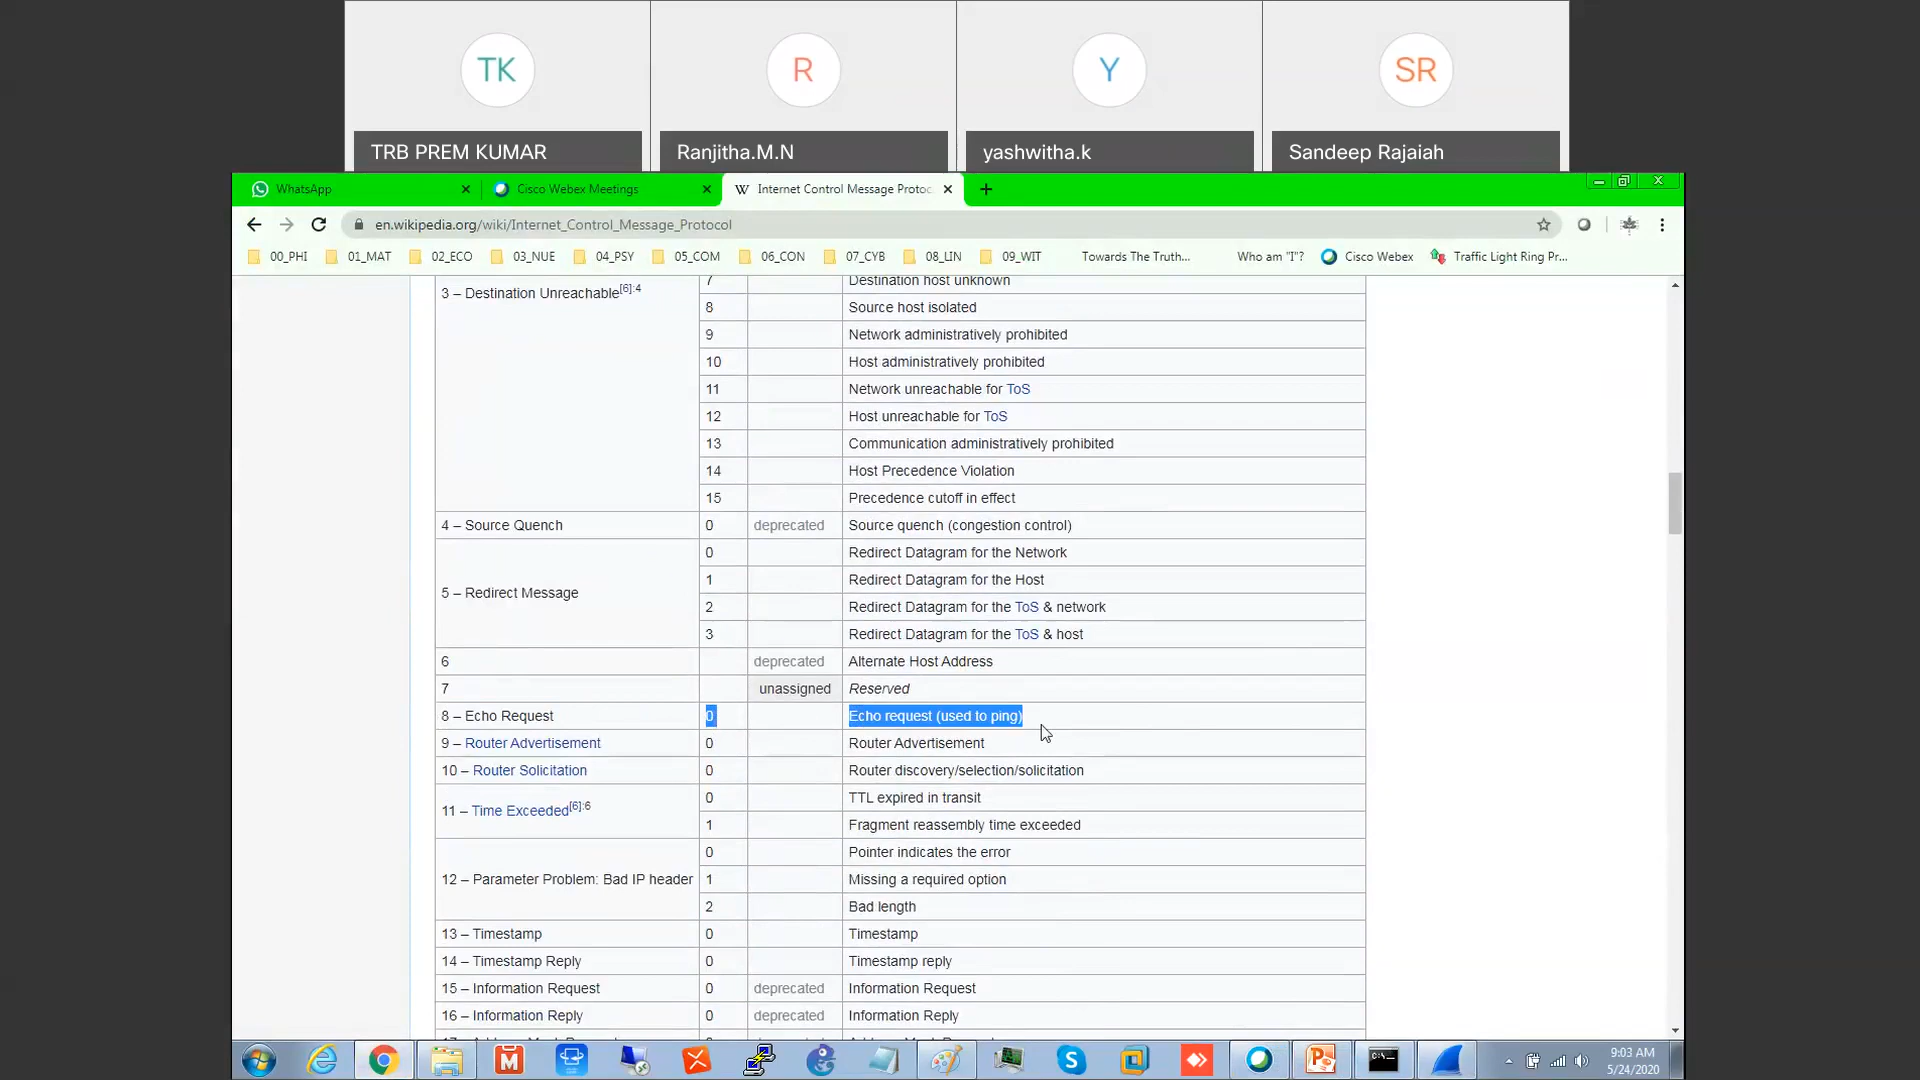 TK
R
Y
SR
TRB PREM KUMAR
Ranjitha.M.N
yashwitha.k
Sandeep Rajaiah
WhatsApp
Cisco Webex Meetings
Internet Control Message Protoc
en.wikipedia.org/wiki/Internet_Control_Message_Protocol
00_PHI 01_MAT 02_ECO 03_NUE 04_PSY 05_COM 06_CON 07_CYB 08_LIN 09_WIT Towards The Truth... Who am "I"? Cisco Webex Traffic Light Ring Pr...
3 – Destination Unreachable[6]:4
7 Destination host unknown
8 Source host isolated
9 Network administratively prohibited
10 Host administratively prohibited
11 Network unreachable for ToS
12 Host unreachable for ToS
13 Communication administratively prohibited
14 Host Precedence Violation
15 Precedence cutoff in effect
4 – Source Quench 0 deprecated Source quench (congestion control)
5 – Redirect Message
0 Redirect Datagram for the Network
1 Redirect Datagram for the Host
2 Redirect Datagram for the ToS & network
3 Redirect Datagram for the ToS & host
6 deprecated Alternate Host Address
7 unassigned Reserved
8 – Echo Request 0 Echo request (used to ping)
9 – Router Advertisement 0 Router Advertisement
10 – Router Solicitation 0 Router discovery/selection/solicitation
11 – Time Exceeded[6]:6
0 TTL expired in transit
1 Fragment reassembly time exceeded
12 – Parameter Problem: Bad IP header
0 Pointer indicates the error
1 Missing a required option
2 Bad length
13 – Timestamp 0 Timestamp
14 – Timestamp Reply 0 Timestamp reply
15 – Information Request 0 deprecated Information Request
16 – Information Reply 0 deprecated Information Reply
9:03 AM
5/24/2020